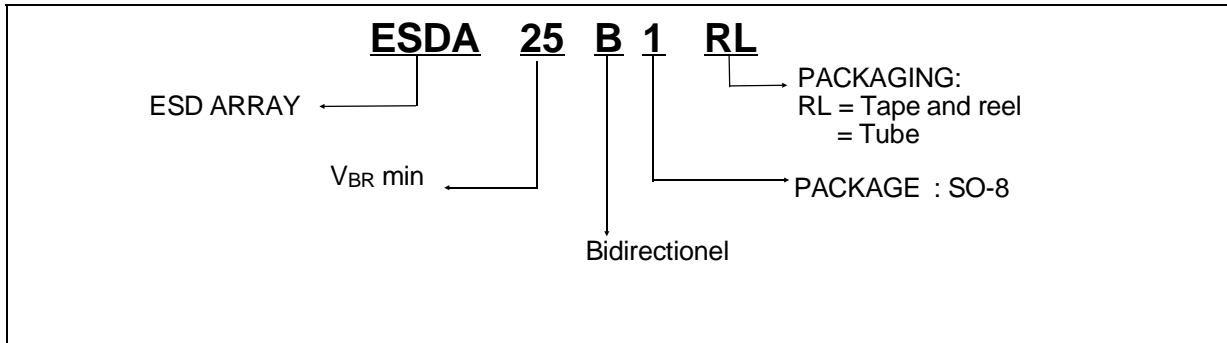 ESDA 25 B 1 RL
PACKAGING:
ESD ARRAY
RL = Tape and reel
= Tube
VBR min
PACKAGE : SO-8
Bidirectionel